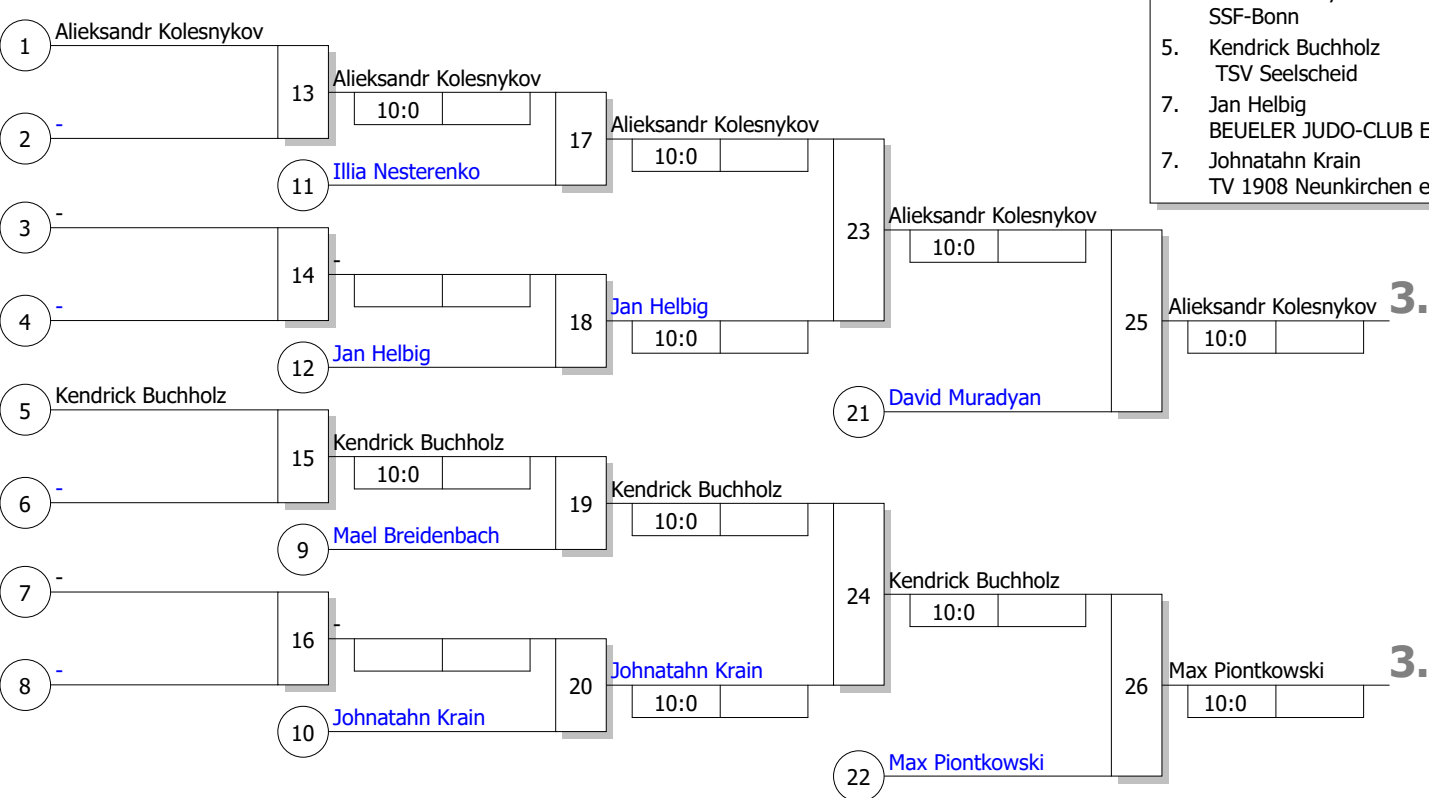 SSF-Bonn
5. Kendrick Buchholz
TSV Seelscheid
7. Jan Helbig
BEUELER JUDO-CLUB E
7. Johnatahn Krain
TV 1908 Neunkirchen e
1 Alieksandr Kolesnykov
13 Alieksandr Kolesnykov
10:0
2 -
17 Alieksandr Kolesnykov
10:0
11 Illia Nesterenko
3 -
23 Alieksandr Kolesnykov
10:0
14 -
4 -
18 Jan Helbig
10:0
12 Jan Helbig
25 Alieksandr Kolesnykov 3.
10:0
21 David Muradyan
5 Kendrick Buchholz
15 Kendrick Buchholz
10:0
6 -
19 Kendrick Buchholz
10:0
9 Mael Breidenbach
7 -
24 Kendrick Buchholz
10:0
16 -
8 -
20 Johnatahn Krain
10:0
10 Johnatahn Krain
26 Max Piontkowski 3.
10:0
22 Max Piontkowski